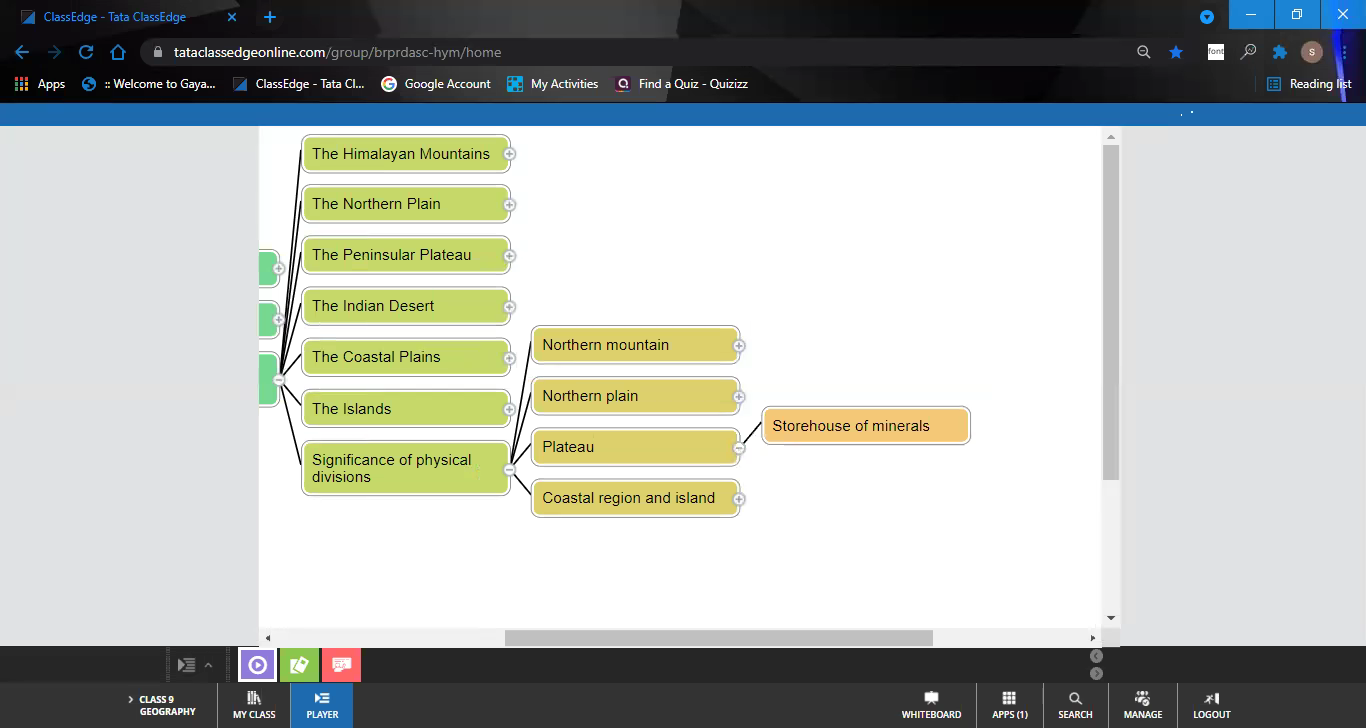 ClassEdge - Tata ClassEdge
tataclassedgeonline.com/group/brprdasc-hym/home
font
S
Apps
:: Welcome to Gaya...
ClassEdge - Tata Cl...
Google Account
My Activities
Find a Quiz - Quizizz
Reading list
The Himalayan Mountains
The Northern Plain
The Peninsular Plateau
The Indian Desert
The Coastal Plains
The Islands
Significance of physical
divisions
Northern mountain
Northern plain
Plateau
Coastal region and island
Storehouse of minerals
CLASS 9
GEOGRAPHY
MY CLASS
PLAYER
WHITEBOARD
APPS (1)
SEARCH
MANAGE
LOGOUT